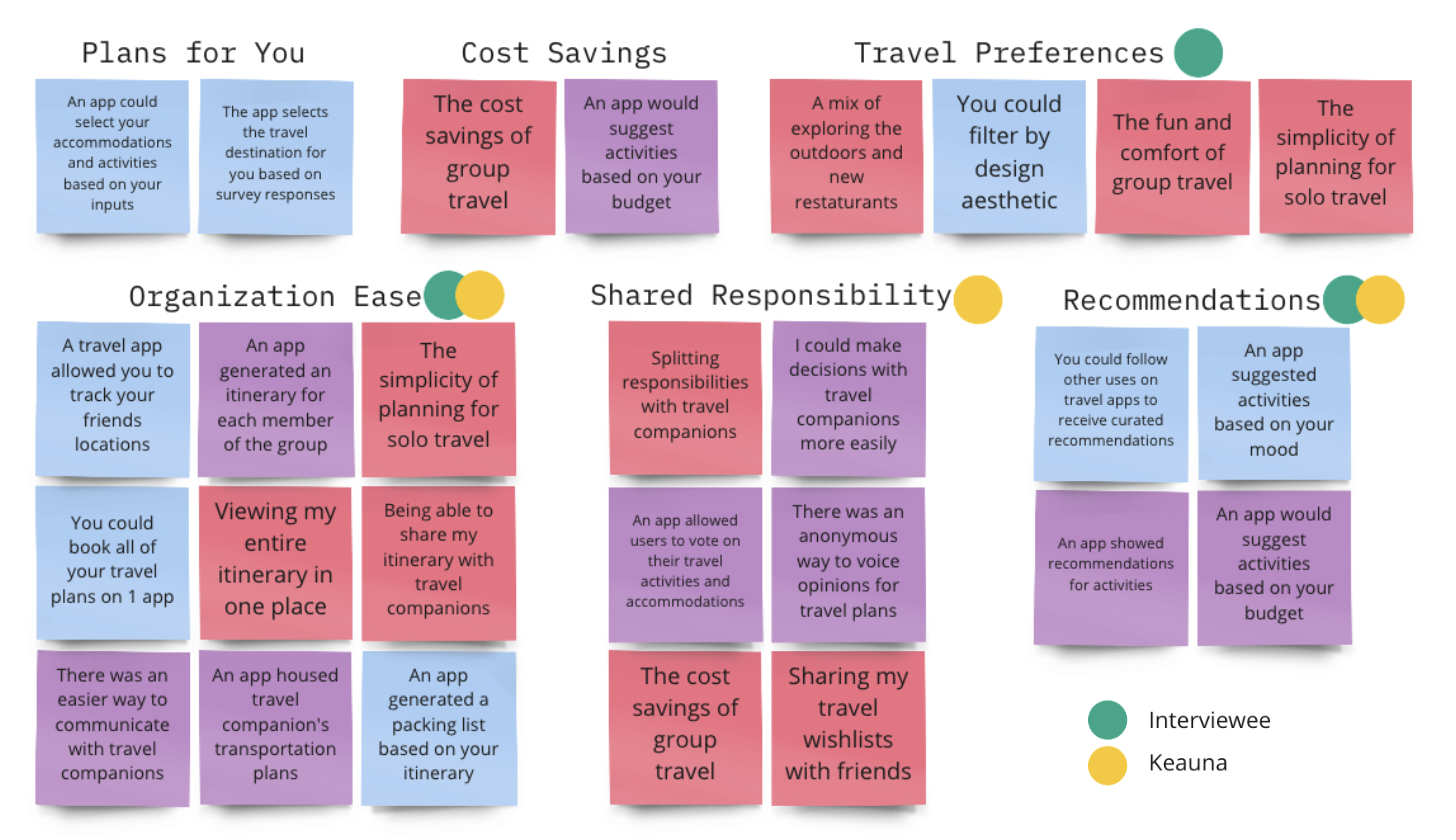 Plans for You
An app could
select your
accommodations
and activities
based on your
inputs
The app selects
the travel
destination for
you based on
survey responses
Cost Savings
The cost
savings of
group
travel
An app would
suggest
activities
based on your
budget
Travel Preferences
A mix of
exploring the
outdoors and
new
restaturants
You could
filter by
design
aesthetic
The fun and
comfort of
group travel
The
simplicity of
planning for
solo travel
Organization Ease
A travel app
allowed you to
track your
friends
locations
An app
generated an
itinerary for
each member
of the group
The
simplicity of
planning for
solo travel
You could
book all of
your travel
plans on 1 app
Viewing my
entire
itinerary in
one place
Being able to
share my
itinerary with
travel
companions
There was an
easier way to
communicate
with travel
companions
An app housed
travel
companion's
transportation
plans
An app
generated a
packing list
based on your
itinerary
Shared Responsibility
Splitting
responsibilities
with travel
companions
I could make
decisions with
travel
companions
more easily
An app allowed
users to vote on
their travel
activities and
accommodations
There was an
anonymous
way to voice
opinions for
travel plans
The cost
savings of
group
travel
Sharing my
travel
wishlists
with friends
Recommendations
You could follow
other uses on
travel apps to
receive curated
recommendations
An app
suggested
activities
based on your
mood
An app showed
recommendations
for activities
An app would
suggest
activities
based on your
budget
Interviewee
Keauna